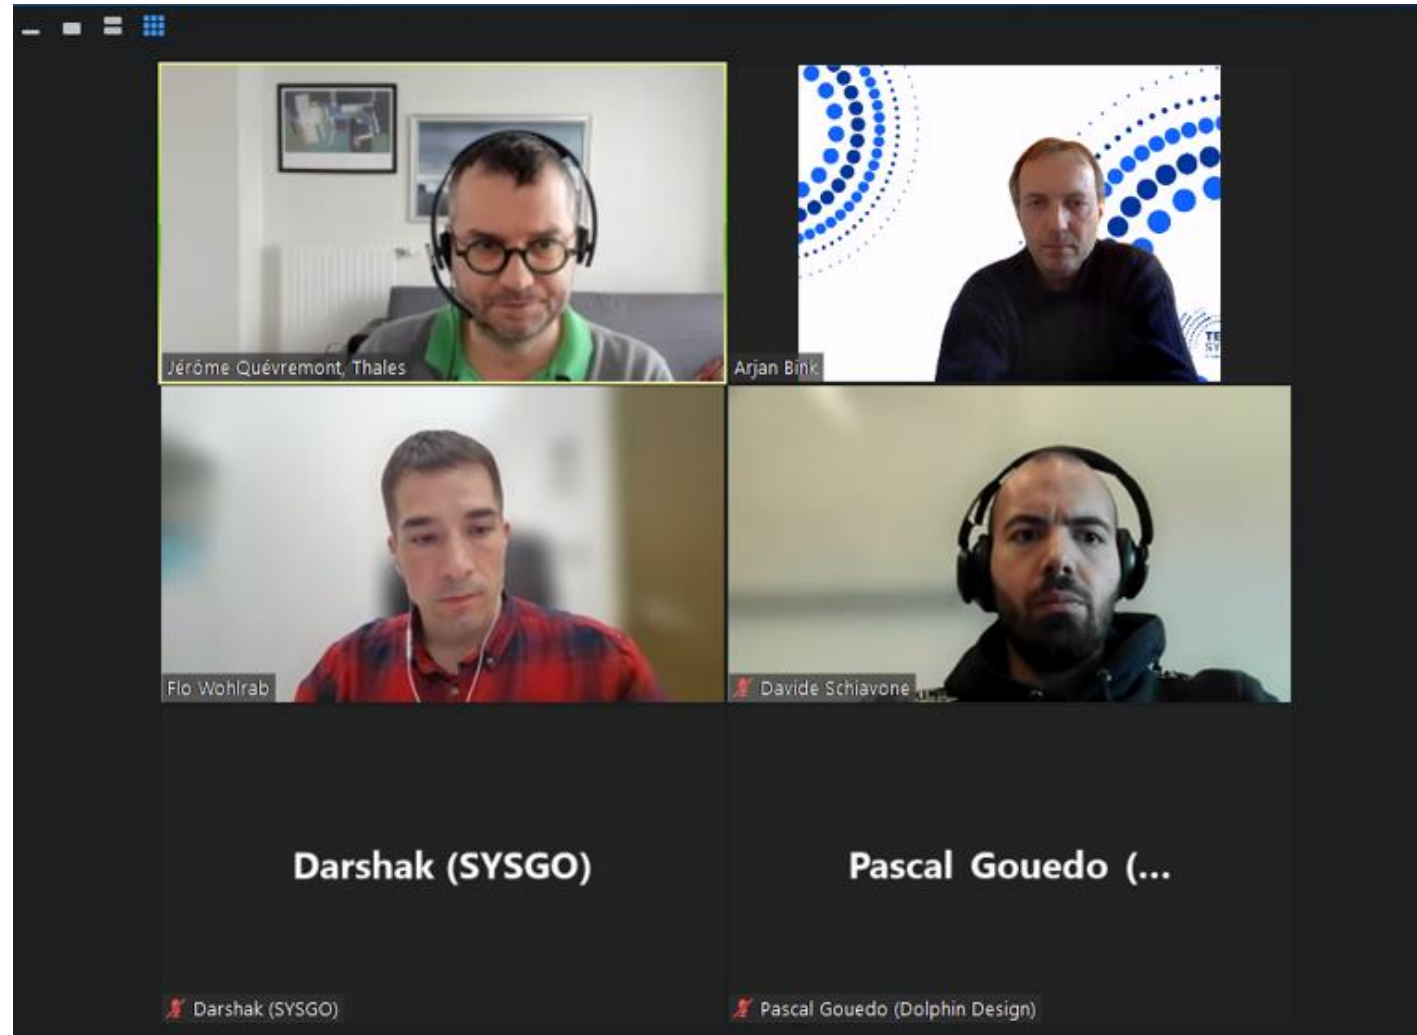 Jérôme Quévremont, Thales
Arjan Bink
Flo Wohlrab
Davide Schiavone
Darshak (SYSGO)
Pascal Gouedo (...
Darshak (SYSGO)
Pascal Gouedo (Dolphin Design)